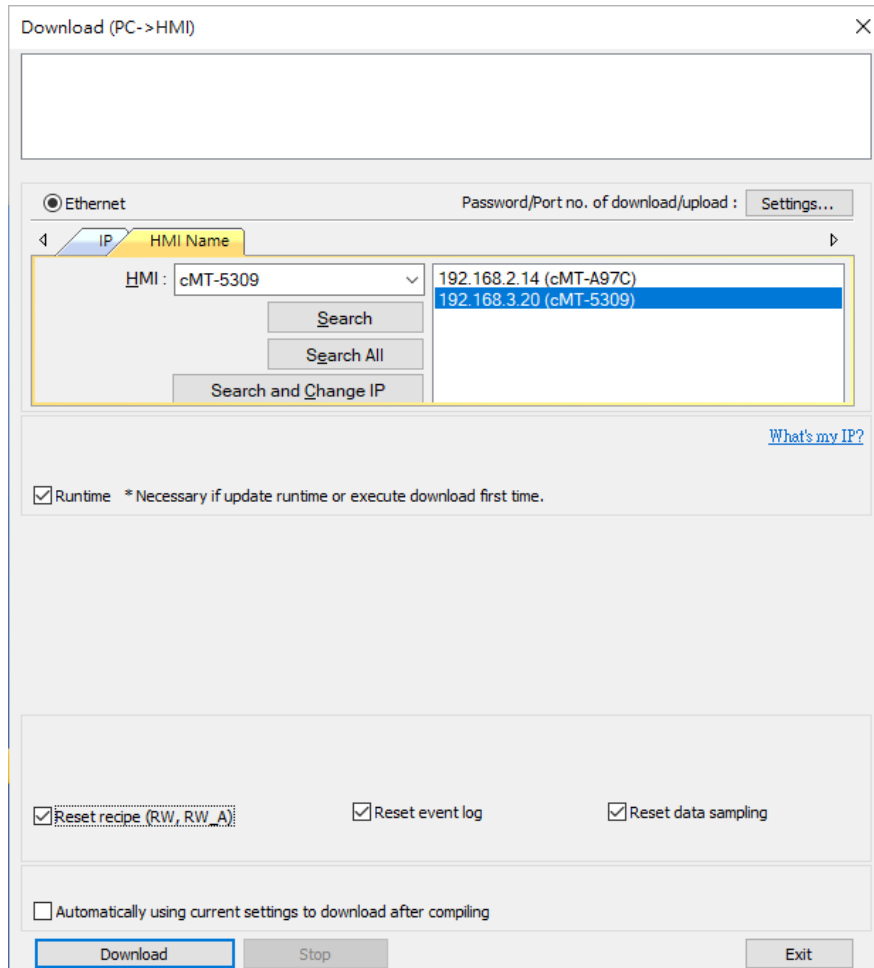 Download (PC->HMI)
Ethernet Password/Port no. of download/upload : Settings...
IP HMI Name
HMI : cMT-5309 192.168.2.14 (cMT-A97C)
192.168.3.20 (cMT-5309)
Search
Search All
Search and Change IP
What's my IP?
Runtime * Necessary if update runtime or execute download first time.
Reset recipe (RW, RW_A) Reset event log Reset data sampling
Automatically using current settings to download after compiling
Download Stop Exit